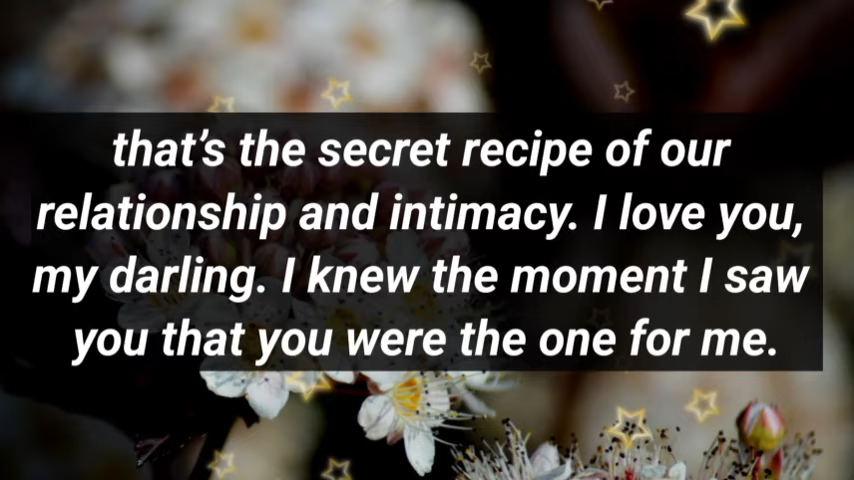 that’s the secret recipe of our
relationship and intimacy. I love you,
my darling. I knew the moment I saw
you that you were the one for me.